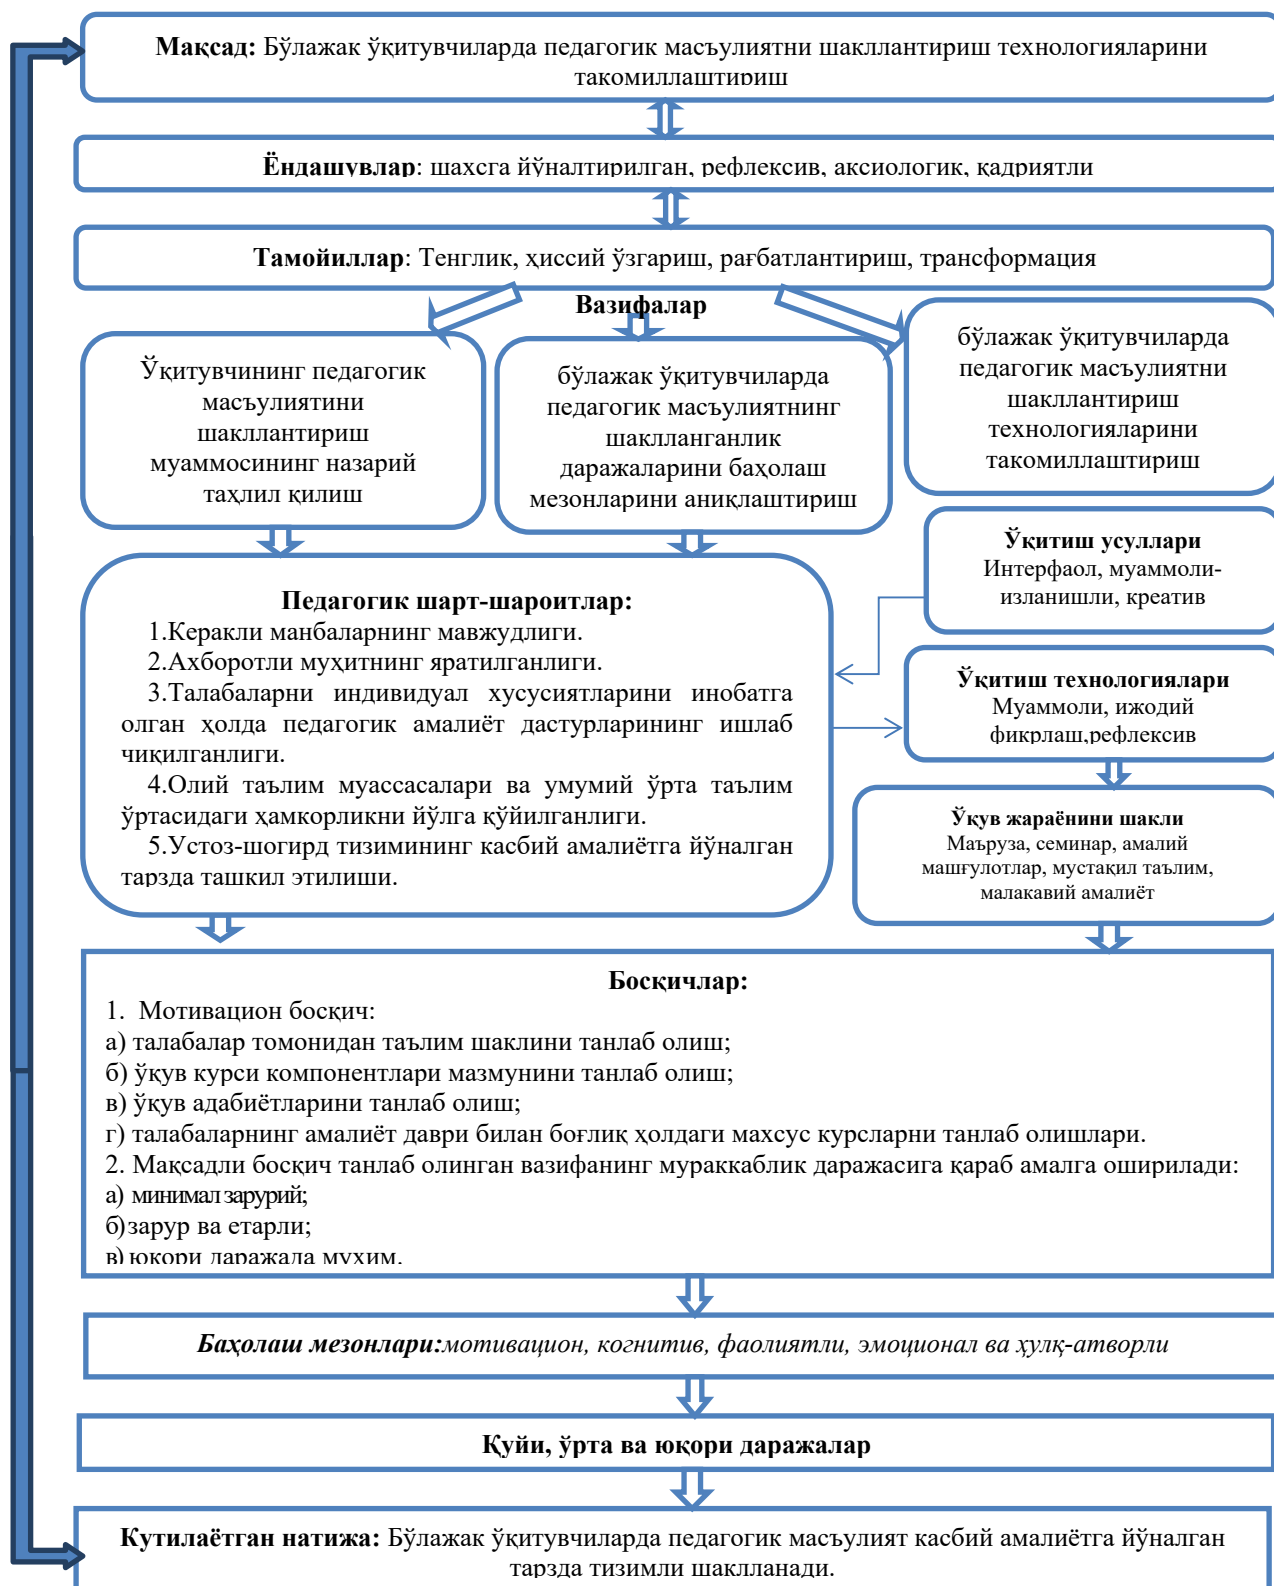 Мақсад: Бўлажак ўқитувчиларда педагогик масъулиятни шакллантириш технологияларини
такомиллаштириш
Ёндашувлар: шахсга йўналтирилган, рефлексив, аксиологик, қадриятли
Тамойиллар: Тенглик, ҳиссий ўзгариш, рағбатлантириш, трансформация
Вазифалар
Ўқитувчининг педагогик
масъулиятини
шакллантириш
муаммосининг назарий
таҳлил қилиш
бўлажак ўқитувчиларда
педагогик масъулиятнинг
шаклланганлик
даражаларини баҳолаш
мезонларини аниқлаштириш
бўлажак ўқитувчиларда
педагогик масъулиятни
шакллантириш
технологияларини
такомиллаштириш
Ўқитиш усуллари
Интерфаол, муаммоли-
изланишли, креатив
Педагогик шарт-шароитлар:
1.Керакли манбаларнинг мавжудлиги.
2.Ахборотли муҳитнинг яратилганлиги.
3.Талабаларни индивидуал хусусиятларини инобатга
олган ҳолда педагогик амалиёт дастурларининг ишлаб
чиқилганлиги.
4.Олий таълим муассасалари ва умумий ўрта таълим
ўртасидаги ҳамкорликни йўлга қўйилганлиги.
5.Устоз-шогирд тизимининг касбий амалиётга йўналган
тарзда ташкил этилиши.
Ўқитиш технологиялари
Муаммоли, ижодий
фикрлаш,рефлексив
Ўқув жараёнини шакли
Маъруза, семинар, амалий
машғулотлар, мустақил таълим,
малакавий амалиёт
Босқичлар:
1. Мотивацион босқич:
а) талабалар томонидан таълим шаклини танлаб олиш;
б) ўқув курси компонентлари мазмунини танлаб олиш;
в) ўқув адабиётларини танлаб олиш;
г) талабаларнинг амалиёт даври билан боғлиқ ҳолдаги махсус курсларни танлаб олишлари.
2. Мақсадли босқич танлаб олинган вазифанинг мураккаблик даражасига қараб амалга оширилади:
а) минимал зарурий;
б)зарур ва етарли;
в) юқори даражада муҳим.
Баҳолаш мезонлари:мотивацион, когнитив, фаолиятли, эмоционал ва ҳулқ-атворли
Қуйи, ўрта ва юқори даражалар
Кутилаётган натижа: Бўлажак ўқитувчиларда педагогик масъулият касбий амалиётга йўналган
тарзда тизимли шаклланади.